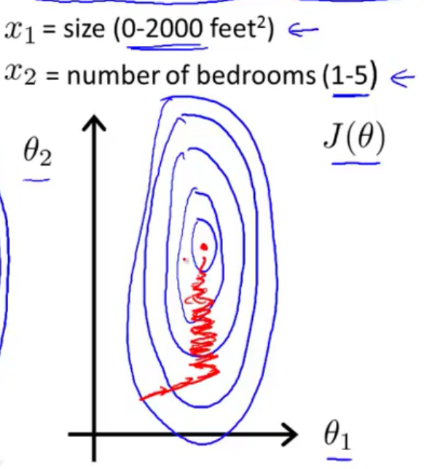 x₁ = size (0-2000 feet²) ←
x₂ = number of bedrooms (1-5) ←
θ₂
J(θ)
θ₁